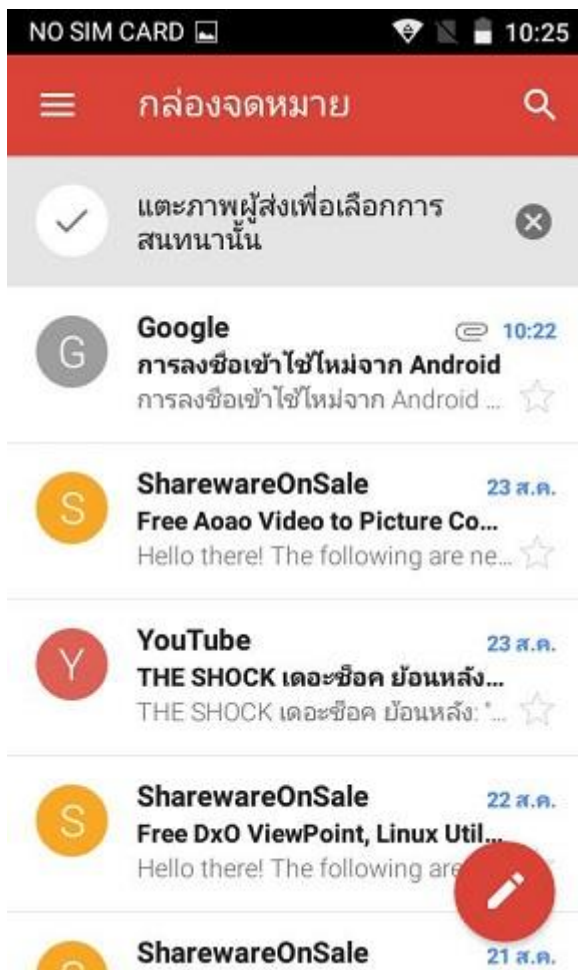 NO SIM CARD 10:25
กล่องจดหมาย
แตะภาพผู้ส่งเพื่อเลือกการ
สนทนานั้น
G
Google 10:22
การลงชื่อเข้าใช้ใหม่จาก Android
การลงชื่อเข้าใช้ใหม่จาก Android ...
S
SharewareOnSale 23 ส.ค.
Free Aoao Video to Picture Co...
Hello there! The following are ne...
Y
YouTube 23 ส.ค.
THE SHOCK เดอะช็อค ย้อนหลัง...
THE SHOCK เดอะช็อค ย้อนหลัง: "...
S
SharewareOnSale 22 ส.ค.
Free DxO ViewPoint, Linux Util...
Hello there! The following are
SharewareOnSale 21 ส.ค.